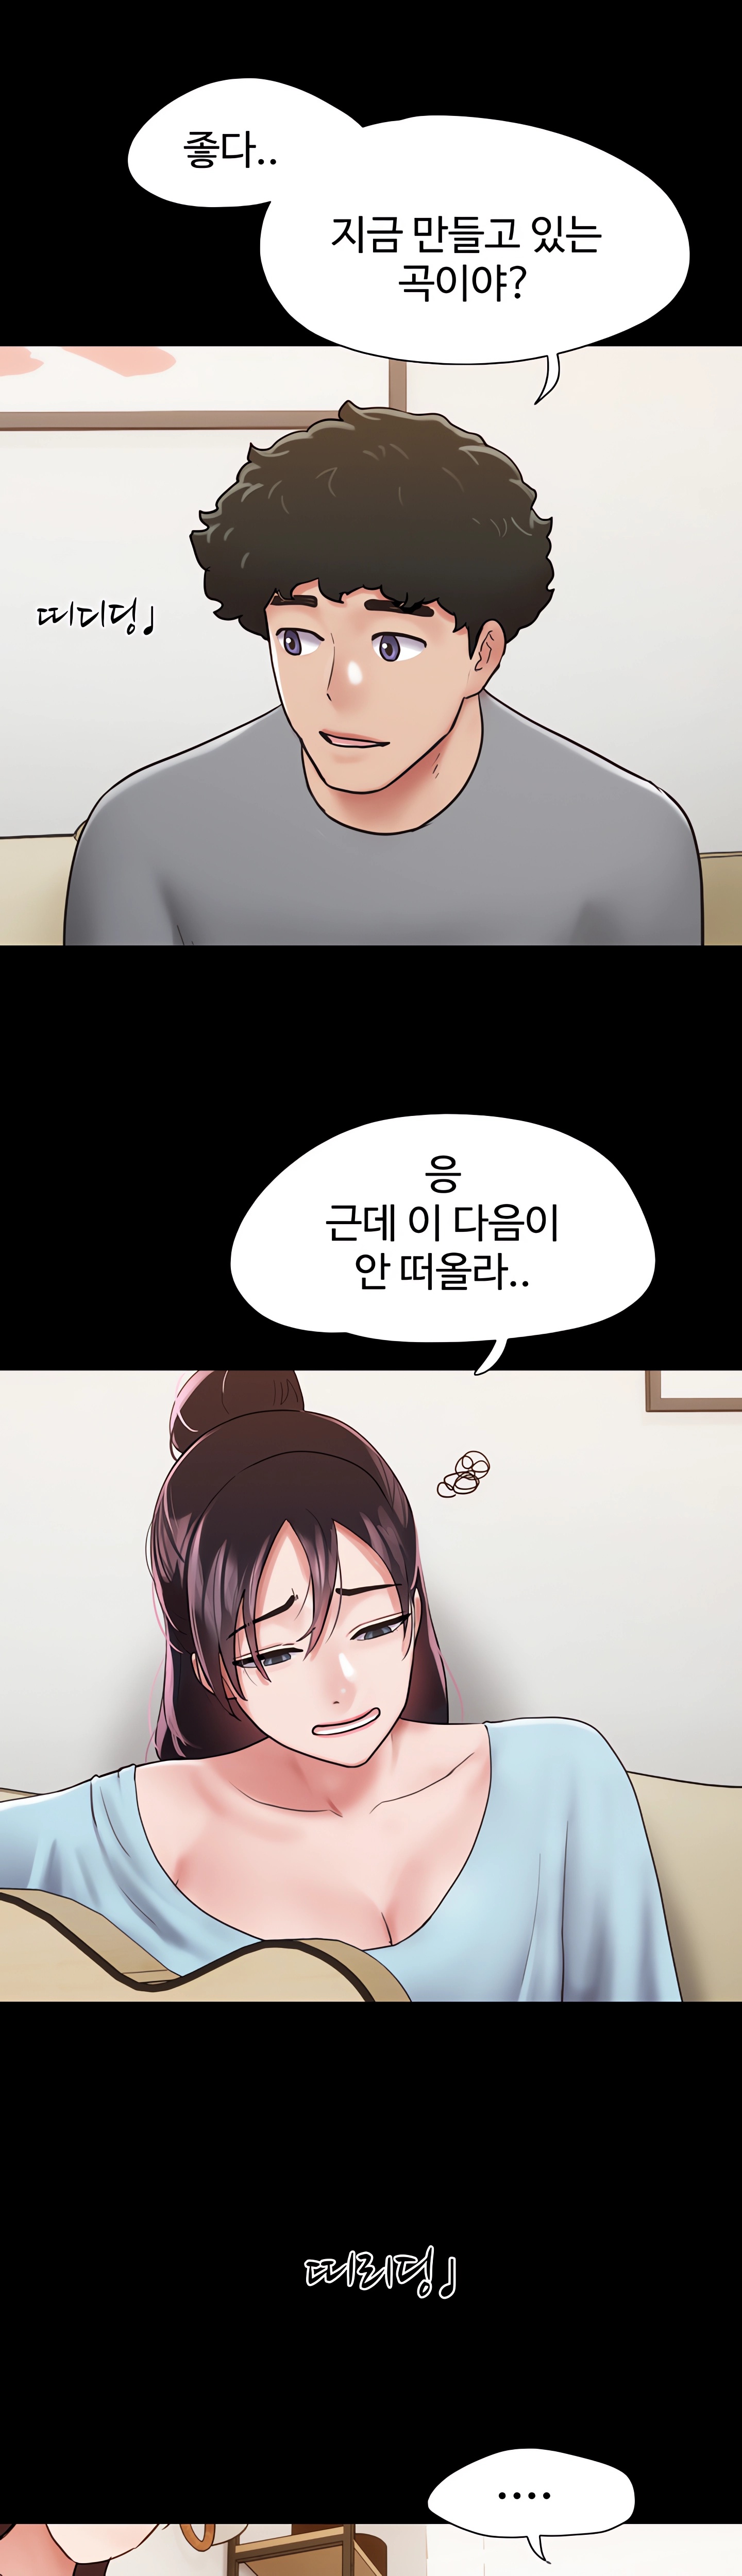 좋다..
지금 만들고 있는
곡이야?
띠디딩♩
응
근데 이 다음이
안 떠올라..
띠리딩♩
....